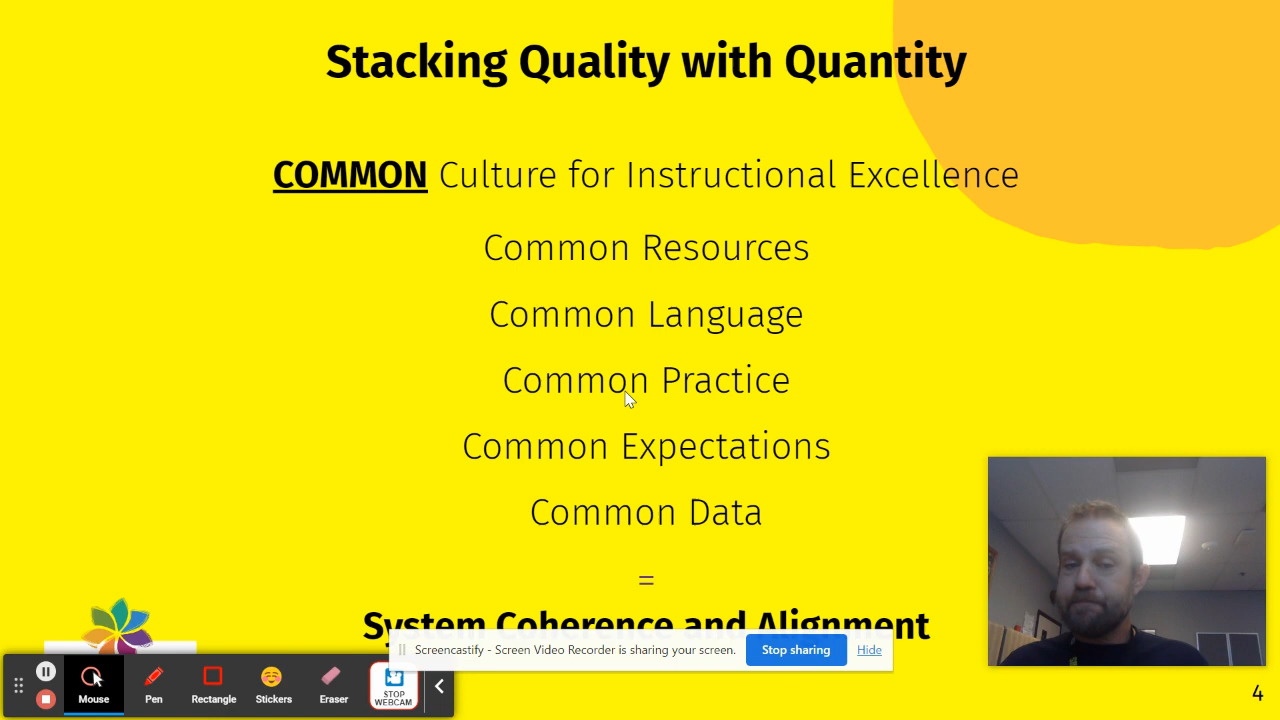 Stacking Quality with Quantity
COMMON Culture for Instructional Excellence
Common Resources
Common Language
Common Practice
Common Expectations
Common Data
=
System Coherence and Alignment
Screencastify - Screen Video Recorder is sharing your screen.
Stop sharing
Hide
Mouse
Pen
Rectangle
Stickers
Eraser
STOP
WEBCAM
4